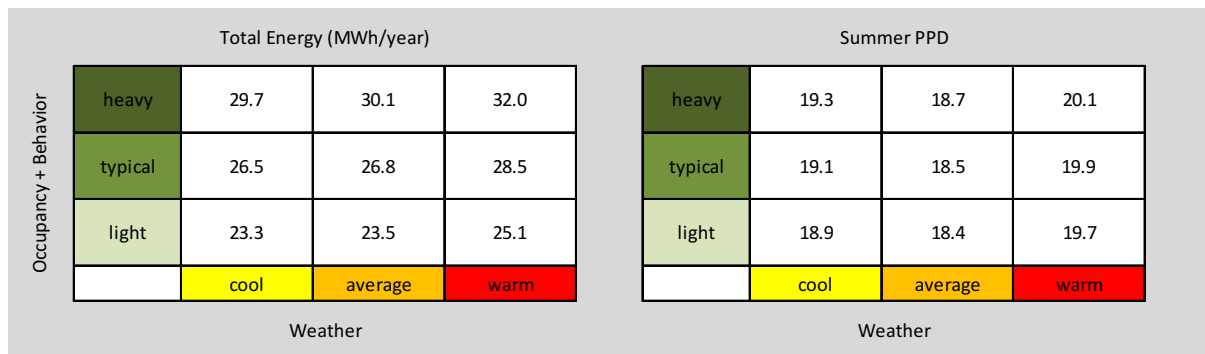 Total Energy (MWh/year)
Occupancy + Behavior
heavy 29.7 30.1 32.0
typical 26.5 26.8 28.5
light 23.3 23.5 25.1
cool average warm
Weather
Summer PPD
heavy 19.3 18.7 20.1
typical 19.1 18.5 19.9
light 18.9 18.4 19.7
cool average warm
Weather